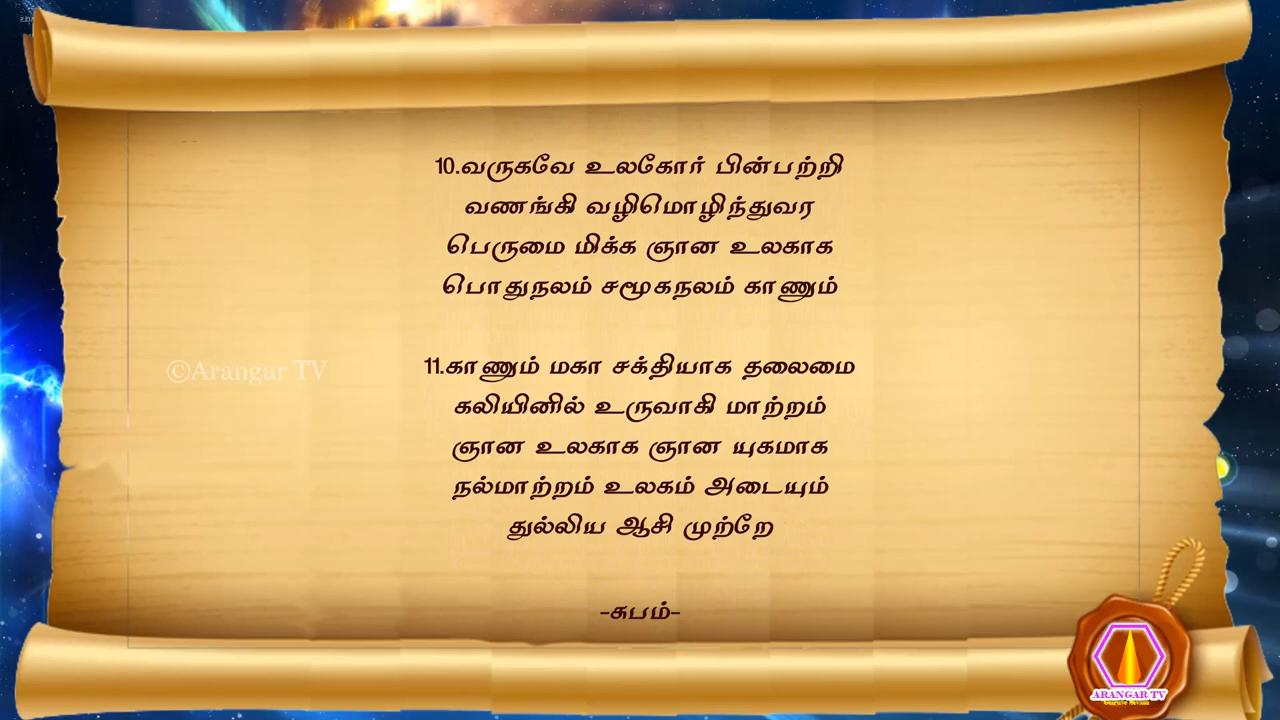 10.வருகவே உலகோர் பின்பற்றி
வணங்கி வழிமொழிந்துவர
பெருமை மிக்க ஞான உலகாக
பொதுநலம் சமூகநலம் காணும்
©Arangar TV
11.காணும் மகா சக்தியாக தலைமை
கலியினில் உருவாகி மாற்றம்
ஞான உலகாக ஞான யுகமாக
நல்மாற்றம் உலகம் அடையும்
துல்லிய ஆசி முற்றே
-சுபம்-
ARANGAR TV